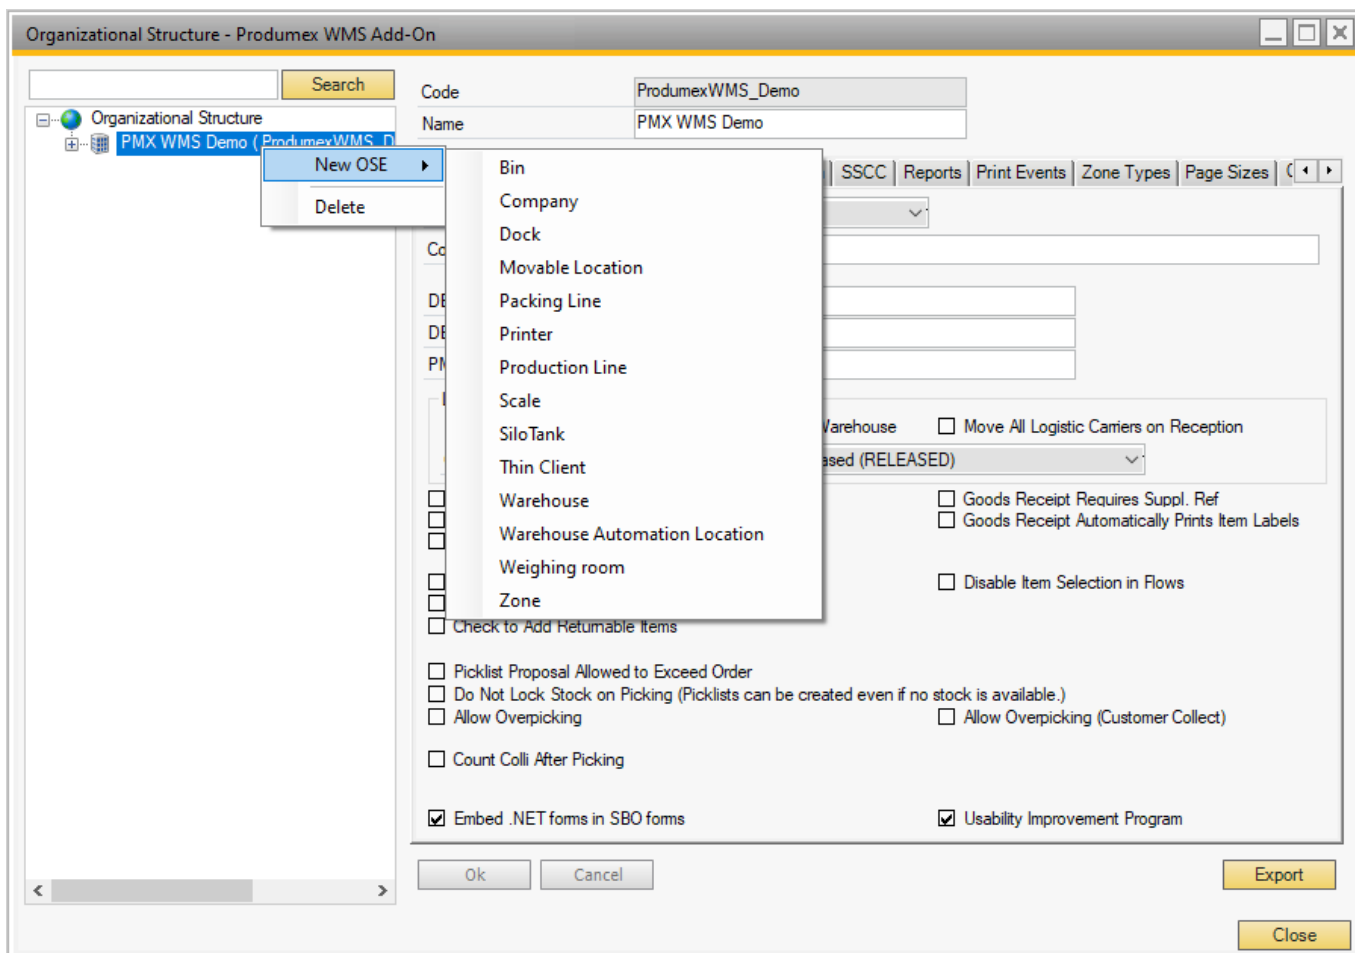 Organizational Structure - Produmex WMS Add-On
Search
Code
ProdumexWMS_Demo
Name
PMX WMS Demo
Organizational Structure
PMX WMS Demo ( ProdumexWMS_D
New OSE
Delete
Bin
Company
Dock
Movable Location
Packing Line
Printer
Production Line
Scale
SiloTank
Thin Client
Warehouse
Warehouse Automation Location
Weighing room
Zone
SSCC
Reports
Print Events
Zone Types
Page Sizes
Co
DE
DE
PM
Warehouse
Move All Logistic Carriers on Reception
ased (RELEASED)
Goods Receipt Requires Suppl. Ref
Goods Receipt Automatically Prints Item Labels
Disable Item Selection in Flows
Check to Add Returnable Items
Picklist Proposal Allowed to Exceed Order
Do Not Lock Stock on Picking (Picklists can be created even if no stock is available.)
Allow Overpicking
Allow Overpicking (Customer Collect)
Count Colli After Picking
Embed .NET forms in SBO forms
Usability Improvement Program
Ok
Cancel
Export
Close